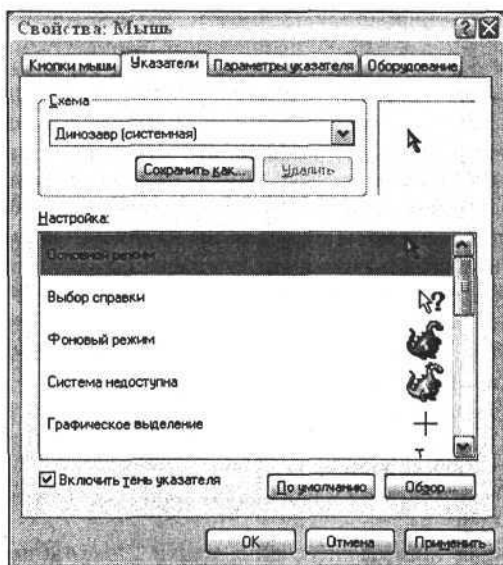 Свойства: Мышь
Кнопки мыши Указатели Параметры указателя Оборудование
Схема
Динозавр (системная)
Сохранить как... Удалить
Настройка:
Основной режим
Выбор справки
Фоновый режим
Система недоступна
Графическое выделение
Включить тень указателя
По умолчанию Обзор...
ОК Отмена Применить